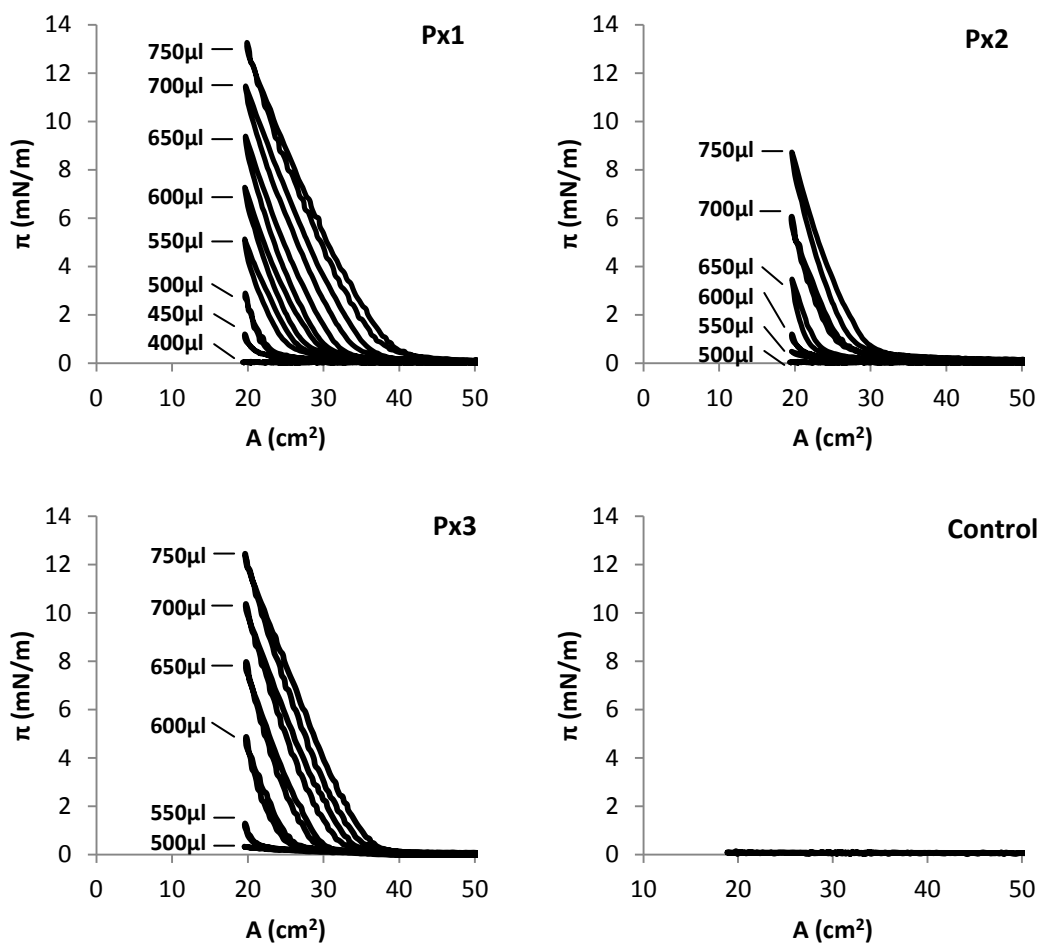 Px1
14
12
10
8
6
4
2
0
π (mN/m)
750µl
700µl
650µl
600µl
550µl
500µl
450µl
400µl
0 10 20 30 40 50
A (cm²)
Px2
14
12
10
8
6
4
2
0
π (mN/m)
750µl
700µl
650µl
600µl
550µl
500µl
0 10 20 30 40 50
A (cm²)
Px3
14
12
10
8
6
4
2
0
π (mN/m)
750µl
700µl
650µl
600µl
550µl
500µl
0 10 20 30 40 50
A (cm²)
Control
14
12
10
8
6
4
2
0
π (mN/m)
10 20 30 40 50
A (cm²)